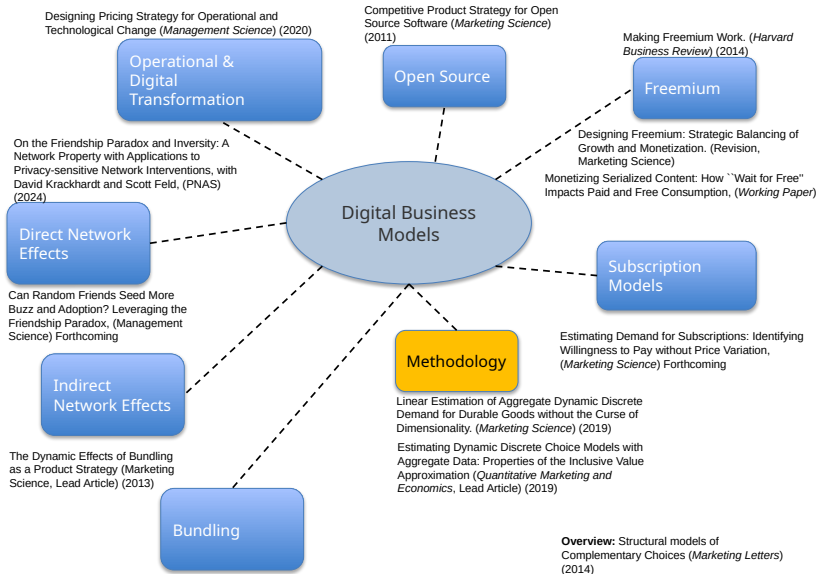 Designing Pricing Strategy for Operational and
Technological Change (Management Science) (2020)
Operational &
Digital
Transformation
Competitive Product Strategy for Open
Source Software (Marketing Science)
(2011)
Open Source
Making Freemium Work. (Harvard
Business Review) (2014)
Freemium
Designing Freemium: Strategic Balancing of
Growth and Monetization. (Revision,
Marketing Science)
Monetizing Serialized Content: How ``Wait for Free"
Impacts Paid and Free Consumption, (Working Paper)
On the Friendship Paradox and Inversity: A
Network Property with Applications to
Privacy-sensitive Network Interventions, with
David Krackhardt and Scott Feld, (PNAS)
(2024)
Direct Network
Effects
Can Random Friends Seed More
Buzz and Adoption? Leveraging the
Friendship Paradox, (Management
Science) Forthcoming
Digital Business
Models
Subscription
Models
Estimating Demand for Subscriptions: Identifying
Willingness to Pay without Price Variation,
(Marketing Science) Forthcoming
Indirect
Network Effects
The Dynamic Effects of Bundling
as a Product Strategy (Marketing
Science, Lead Article) (2013)
Bundling
Methodology
Linear Estimation of Aggregate Dynamic Discrete
Demand for Durable Goods without the Curse of
Dimensionality. (Marketing Science) (2019)
Estimating Dynamic Discrete Choice Models with
Aggregate Data: Properties of the Inclusive Value
Approximation (Quantitative Marketing and
Economics, Lead Article) (2019)
Overview: Structural models of
Complementary Choices (Marketing Letters)
(2014)